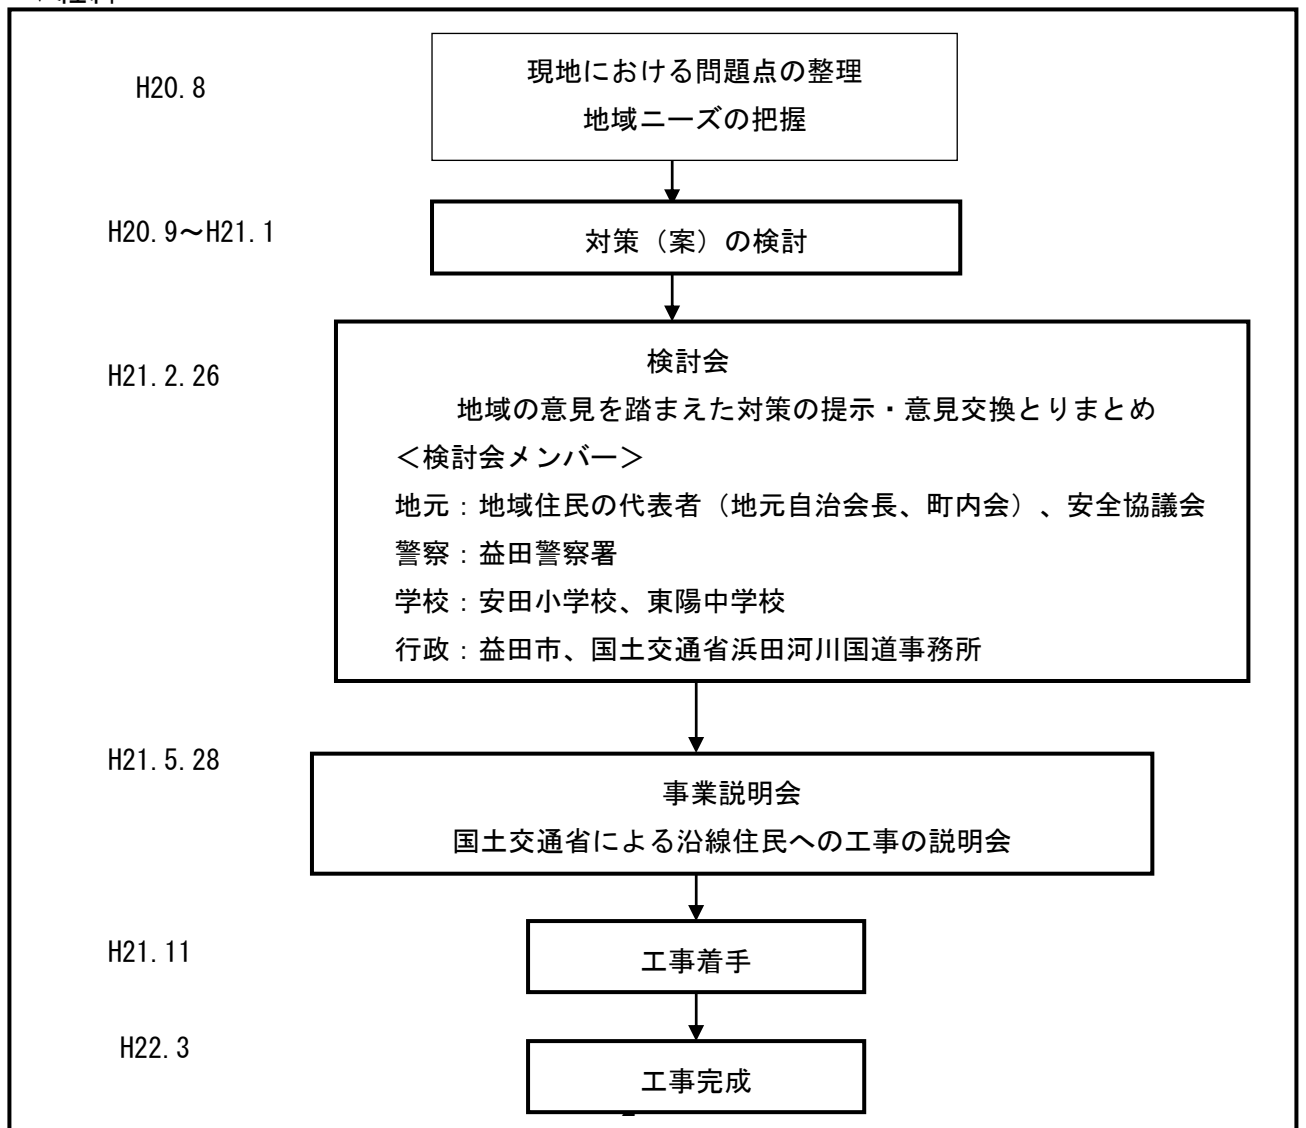 H20.8
現地における問題点の整理
地域ニーズの把握
H20.9～H21.1
対策（案）の検討
H21.2.26
検討会
地域の意見を踏まえた対策の提示・意見交換とりまとめ
＜検討会メンバー＞
地元：地域住民の代表者（地元自治会長、町内会）、安全協議会
警察：益田警察署
学校：安田小学校、東陽中学校
行政：益田市、国土交通省浜田河川国道事務所
H21.5.28
事業説明会
国土交通省による沿線住民への工事の説明会
H21.11
工事着手
H22.3
工事完成